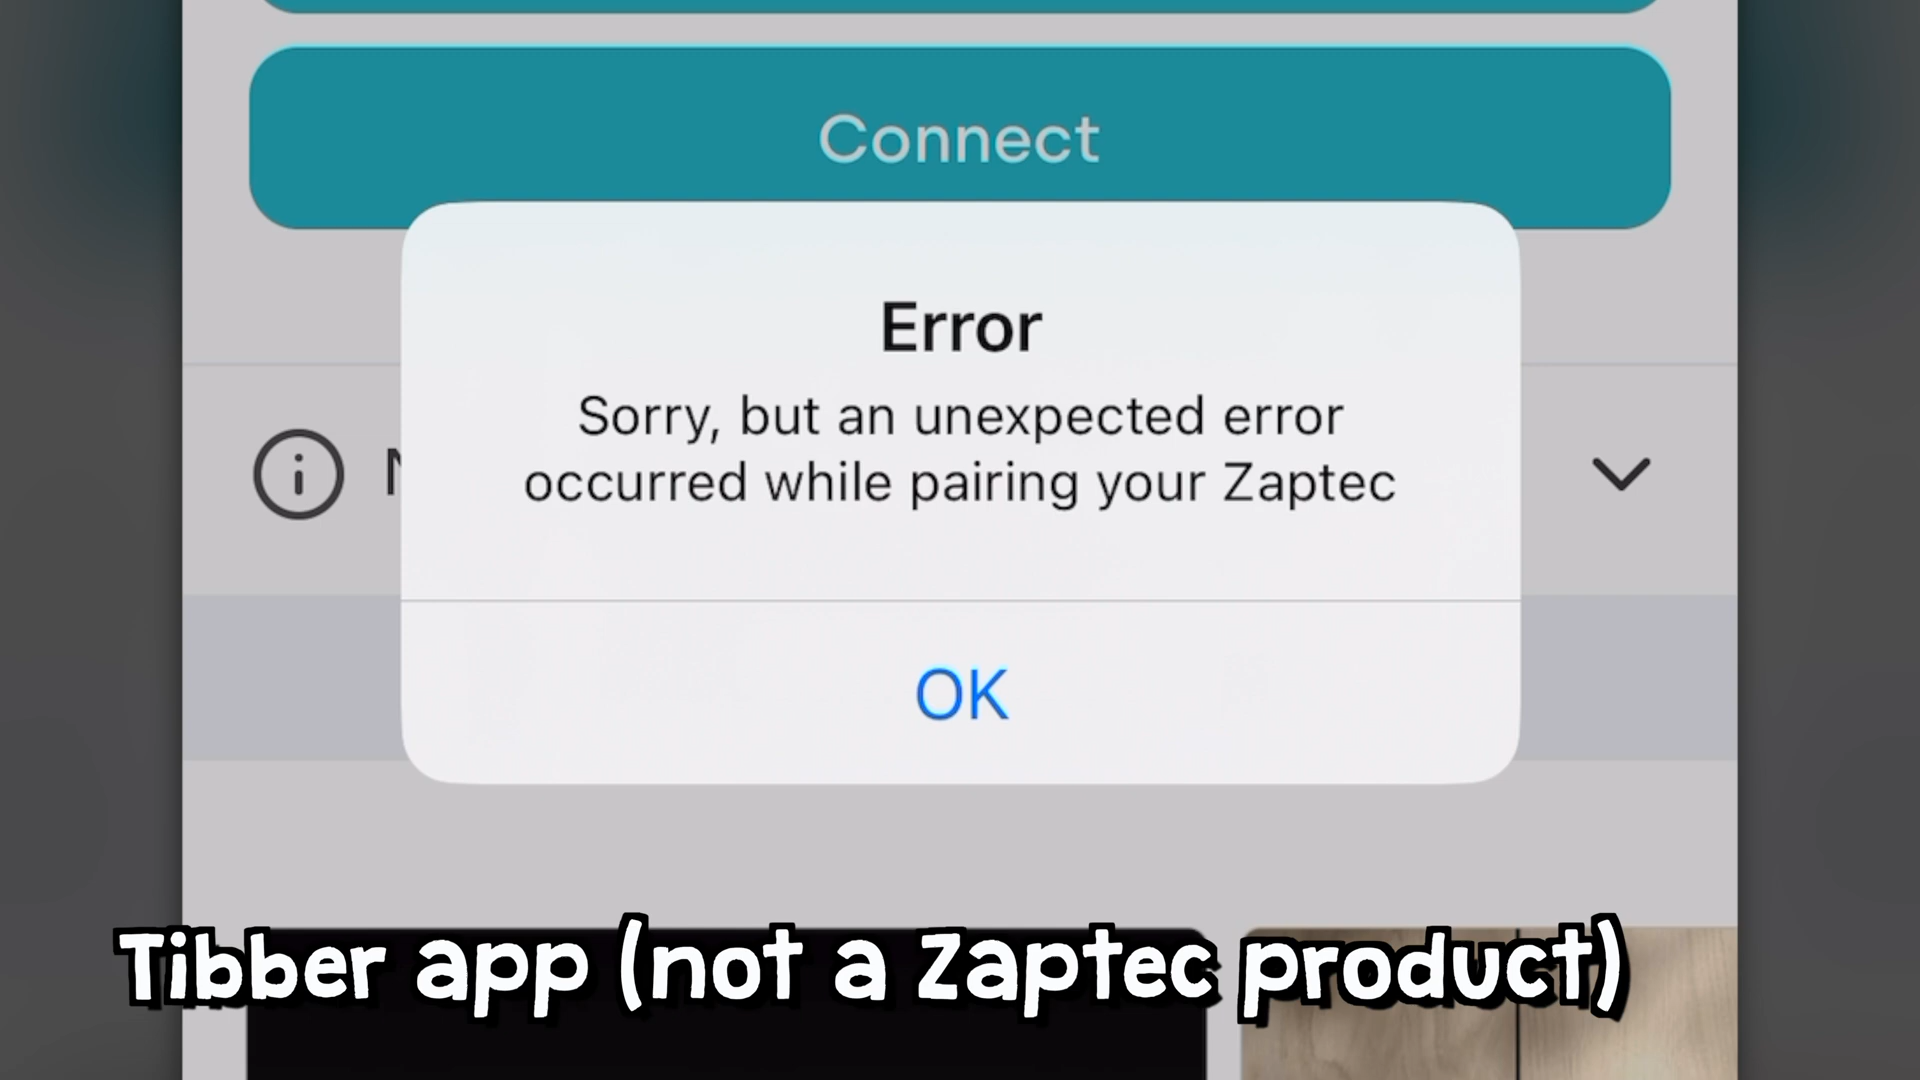 Connect
Error
Sorry, but an unexpected error
occurred while pairing your Zaptec
OK
Tibber app (not a Zaptec product)